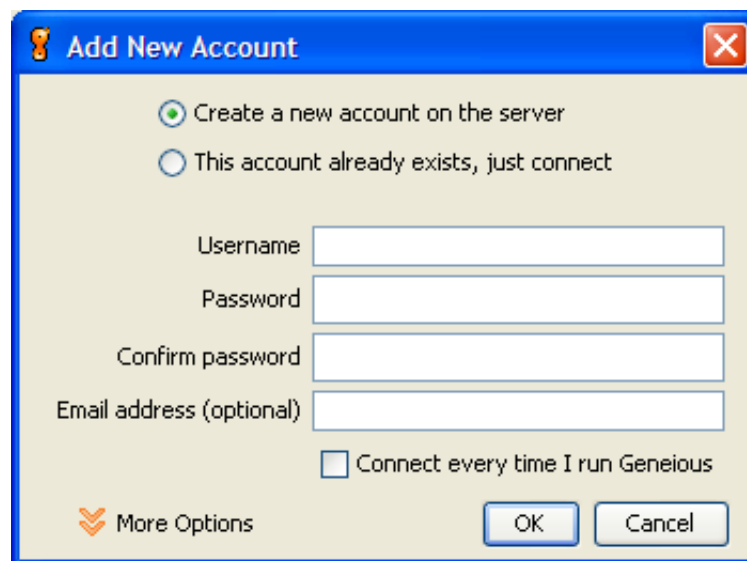 Add New Account
Create a new account on the server
This account already exists, just connect
Username
Password
Confirm password
Email address (optional)
Connect every time I run Geneious
More Options
OK
Cancel